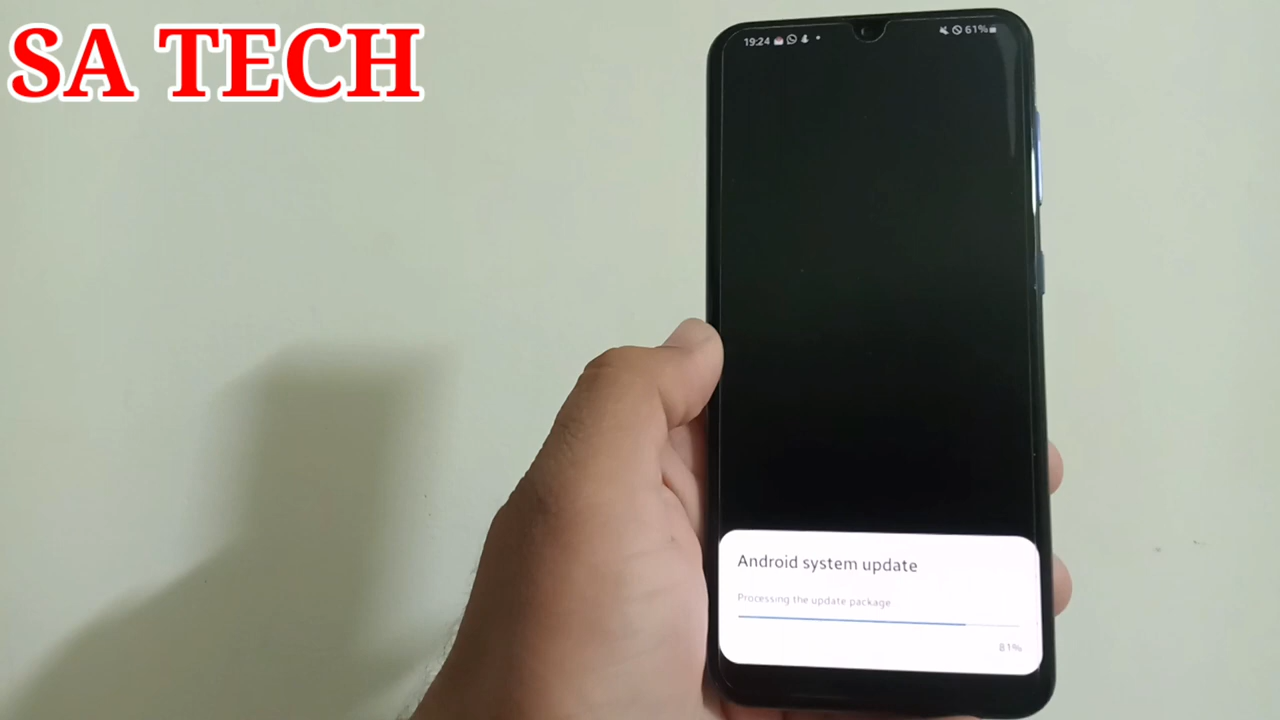 SA TECH
19:24
61%
Android system update
Processing the update package
81%